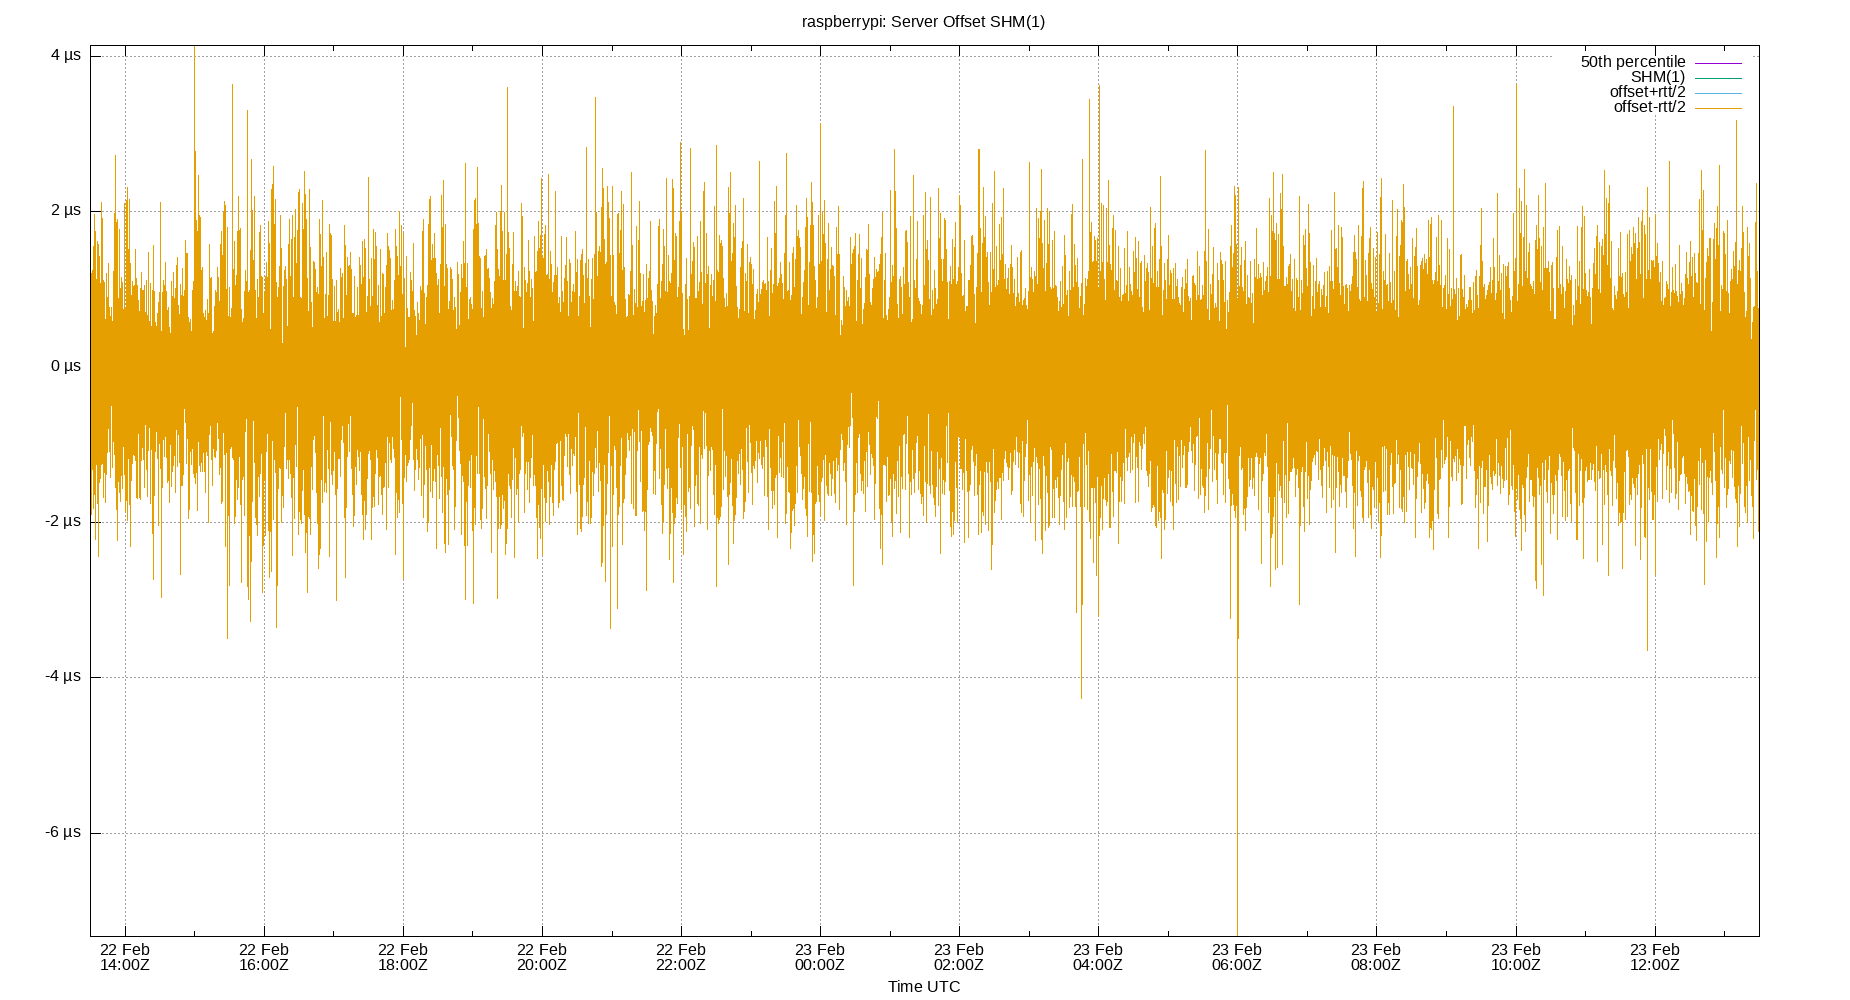 raspberrypi: Server Offset SHM(1)
4 µs
2 µs
0 µs
-2 µs
-4 µs
-6 µs
50th percentile
SHM(1)
offset+rtt/2
offset-rtt/2
22 Feb 22 Feb 22 Feb 22 Feb 22 Feb 23 Feb 23 Feb 23 Feb 23 Feb 23 Feb 23 Feb 23 Feb
14:00Z 16:00Z 18:00Z 20:00Z 22:00Z 00:00Z 02:00Z 04:00Z 06:00Z 08:00Z 10:00Z 12:00Z
Time UTC